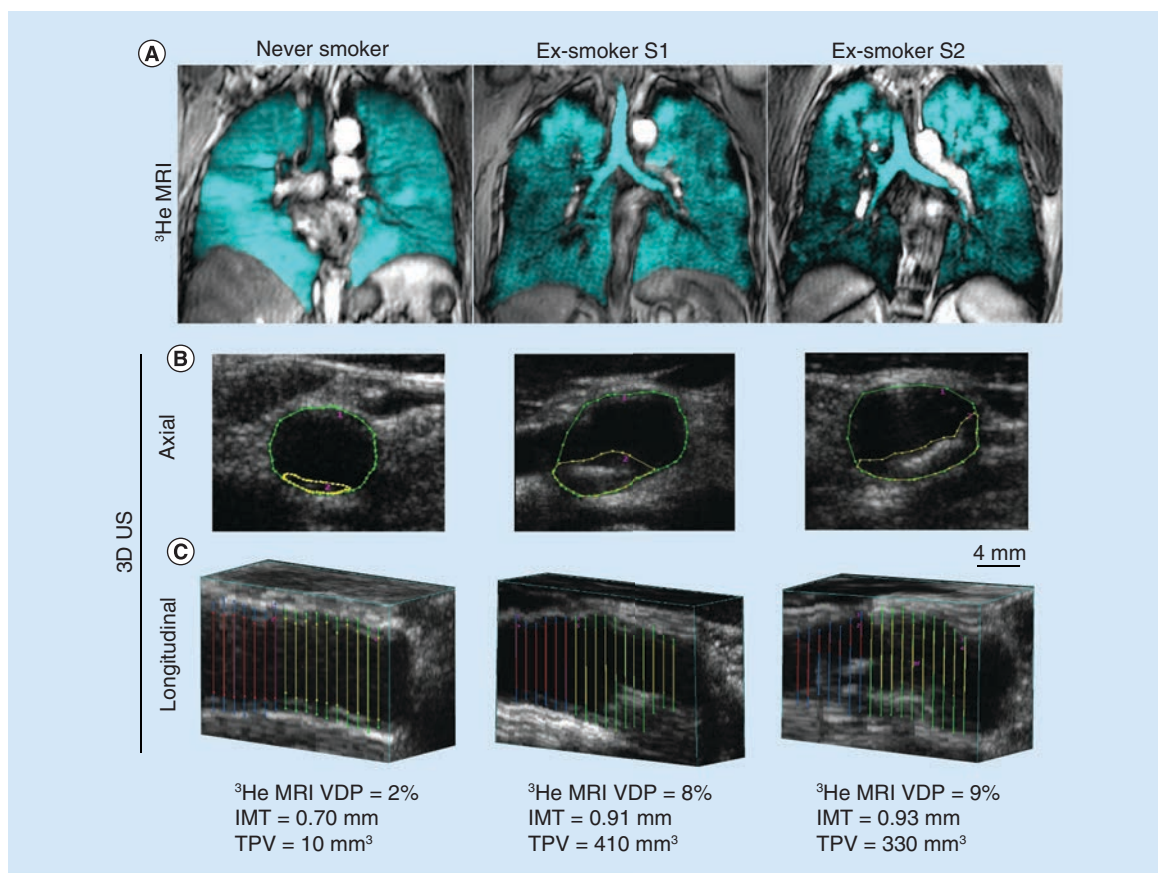 A
Never smoker
Ex-smoker S1
Ex-smoker S2
³He MRI
B
Axial
3D US
C
4 mm
Longitudinal
³He MRI VDP = 2%
IMT = 0.70 mm
TPV = 10 mm³
³He MRI VDP = 8%
IMT = 0.91 mm
TPV = 410 mm³
³He MRI VDP = 9%
IMT = 0.93 mm
TPV = 330 mm³